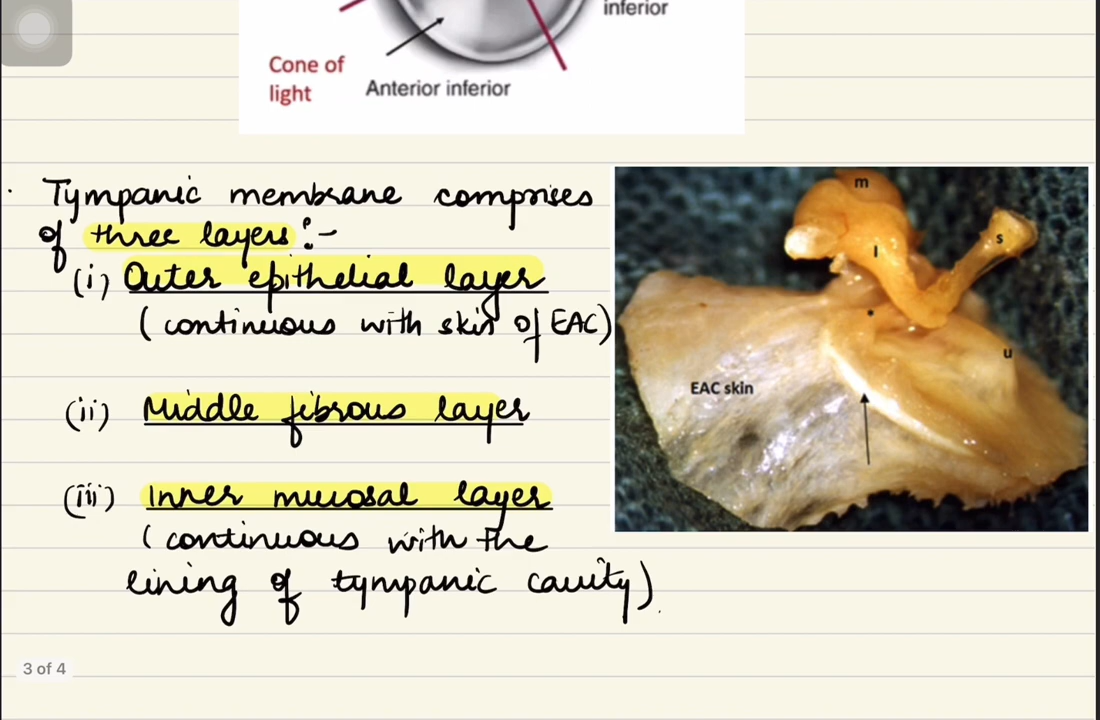 inferior
Cone of
light
Anterior inferior
· Tympanic membrane comprises
of three layers :-
(i) Outer epithelial layer
(continuous with skin of EAC)
(ii) Middle fibrous layer
(iii) Inner mucosal layer
(continuous with the
lining of tympanic cavity).
m
l
s
*
u
EAC skin
3 of 4